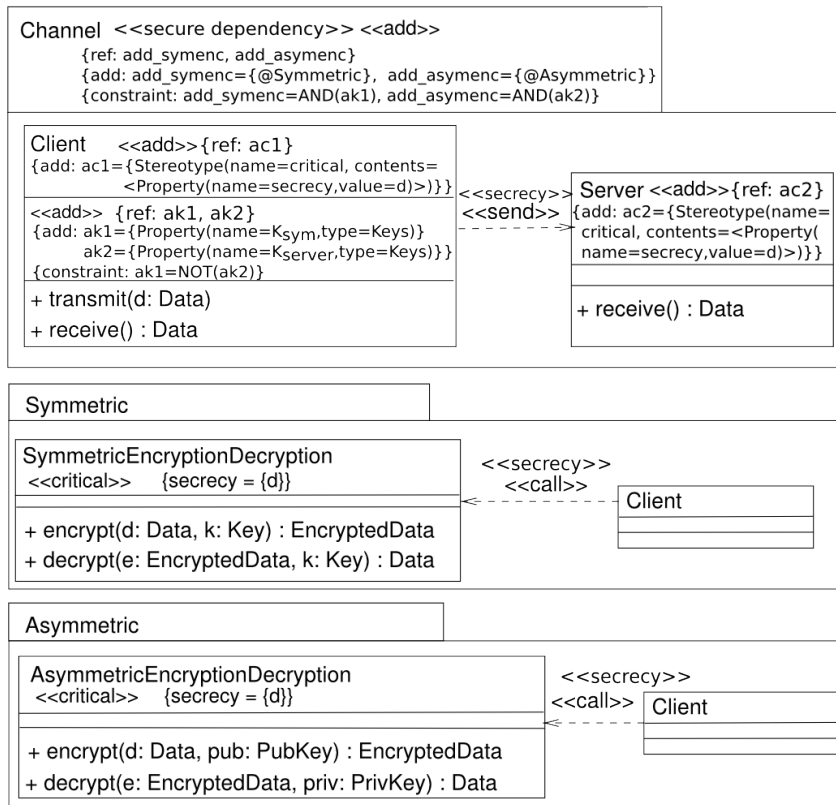 Channel <<secure dependency>> <<add>>
{ref: add_symenc, add_asymenc}
{add: add_symenc={@Symmetric}, add_asymenc={@Asymmetric}}
{constraint: add_symenc=AND(ak1), add_asymenc=AND(ak2)}
Client <<add>>{ref: ac1}
{add: ac1={Stereotype(name=critical, contents=
<Property(name=secrecy,value=d)>)}}
<<add>> {ref: ak1, ak2}
{add: ak1={Property(name=Ksym,type=Keys)}
ak2={Property(name=Kserver,type=Keys)}}
{constraint: ak1=NOT(ak2)}
+ transmit(d: Data)
+ receive() : Data
<<secrecy>>
<<send>>
Server <<add>>{ref: ac2}
{add: ac2={Stereotype(name=
critical, contents=<Property(
name=secrecy,value=d)>)}}
+ receive() : Data
Symmetric
SymmetricEncryptionDecryption
<<critical>> {secrecy = {d}}
+ encrypt(d: Data, k: Key) : EncryptedData
+ decrypt(e: EncryptedData, k: Key) : Data
<<secrecy>>
<<call>>
Client
Asymmetric
AsymmetricEncryptionDecryption
<<critical>> {secrecy = {d}}
+ encrypt(d: Data, pub: PubKey) : EncryptedData
+ decrypt(e: EncryptedData, priv: PrivKey) : Data
<<secrecy>>
<<call>>
Client